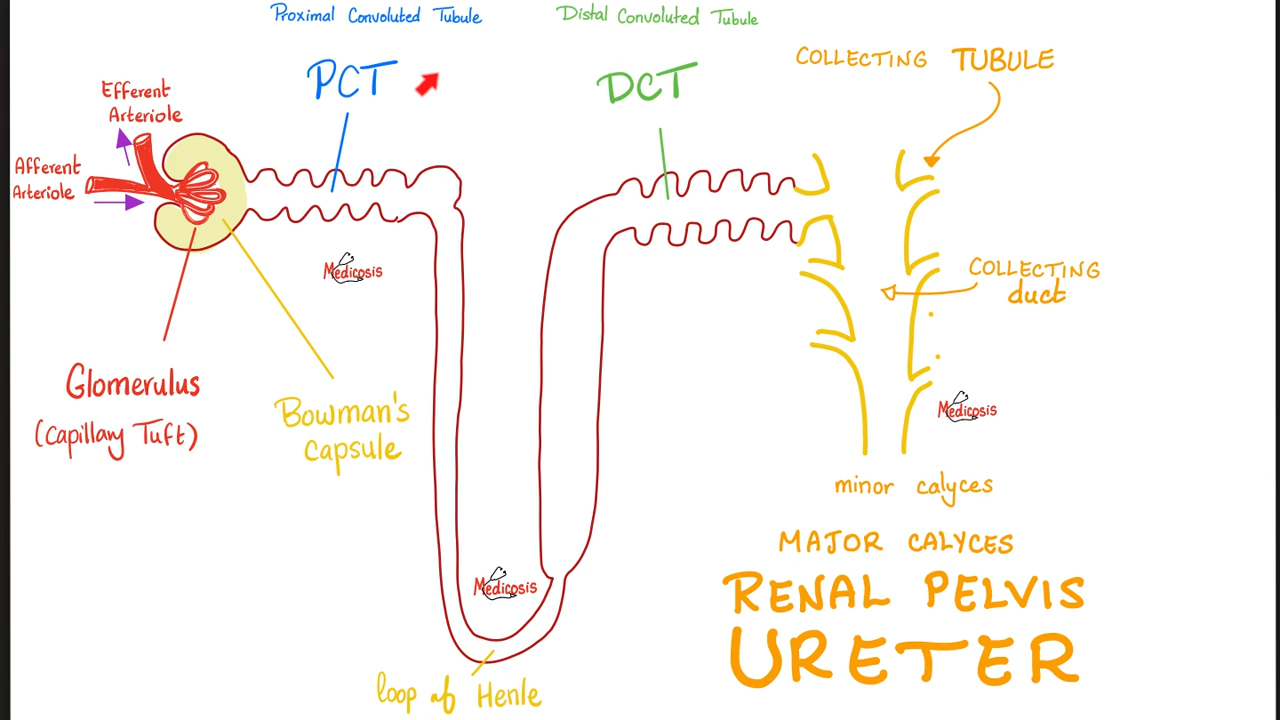 Proximal Convoluted Tubule
Distal Convoluted Tubule
PCT
DCT
COLLECTING TUBULE
Efferent
Arteriole
Afferent
Arteriole
Medicosis
COLLECTING
duct
Glomerulus
(Capillary Tuft)
Bowman's
Capsule
Medicosis
minor calyces
MAJOR CALYCES
RENAL PELVIS
URETER
Medicosis
loop of Henle